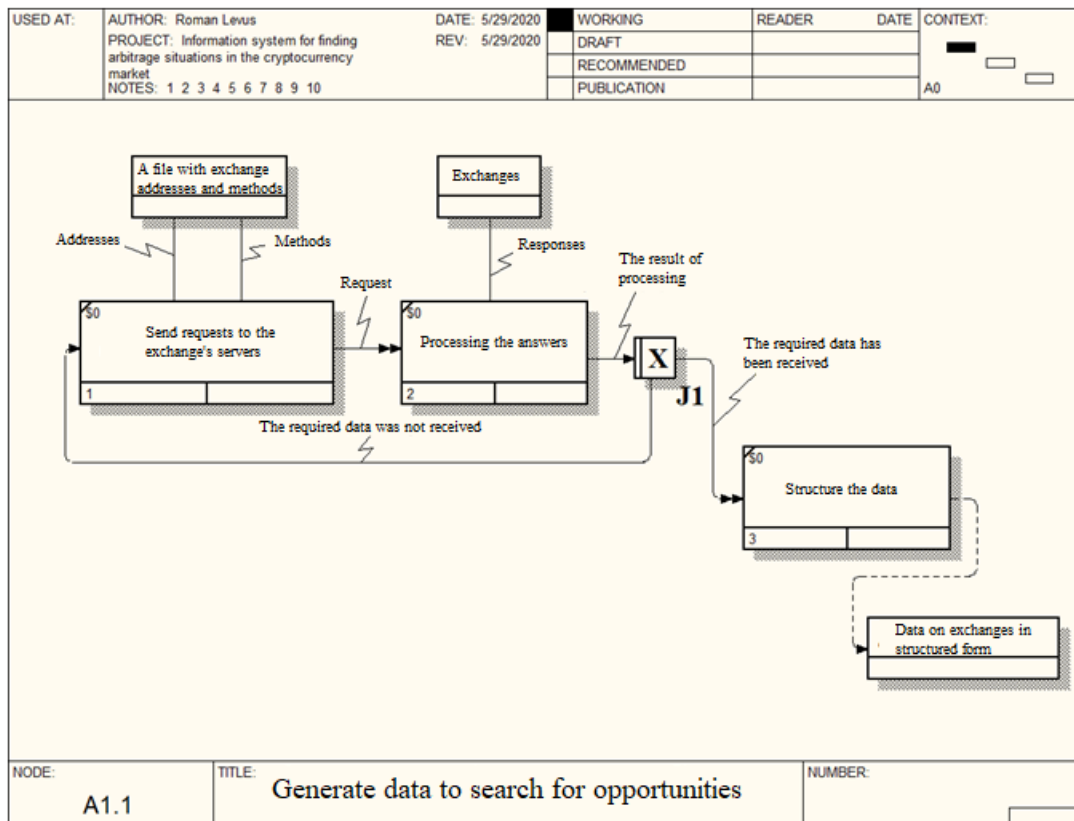 USED AT:
AUTHOR: Roman Levus
DATE: 5/29/2020
PROJECT: Information system for finding
arbitrage situations in the cryptocurrency
market
REV: 5/29/2020
NOTES: 1 2 3 4 5 6 7 8 9 10
WORKING
DRAFT
RECOMMENDED
PUBLICATION
READER DATE
CONTEXT:
A0
A file with exchange
addresses and methods
Exchanges
Addresses
Methods
Responses
The result of
processing
Request
$0
Send requests to the
exchange's servers
1
$0
Processing the answers
2
X
J1
The required data has
been received
The required data was not received
$0
Structure the data
3
Data on exchanges in
structured form
NODE:
A1.1
TITLE:
Generate data to search for opportunities
NUMBER: